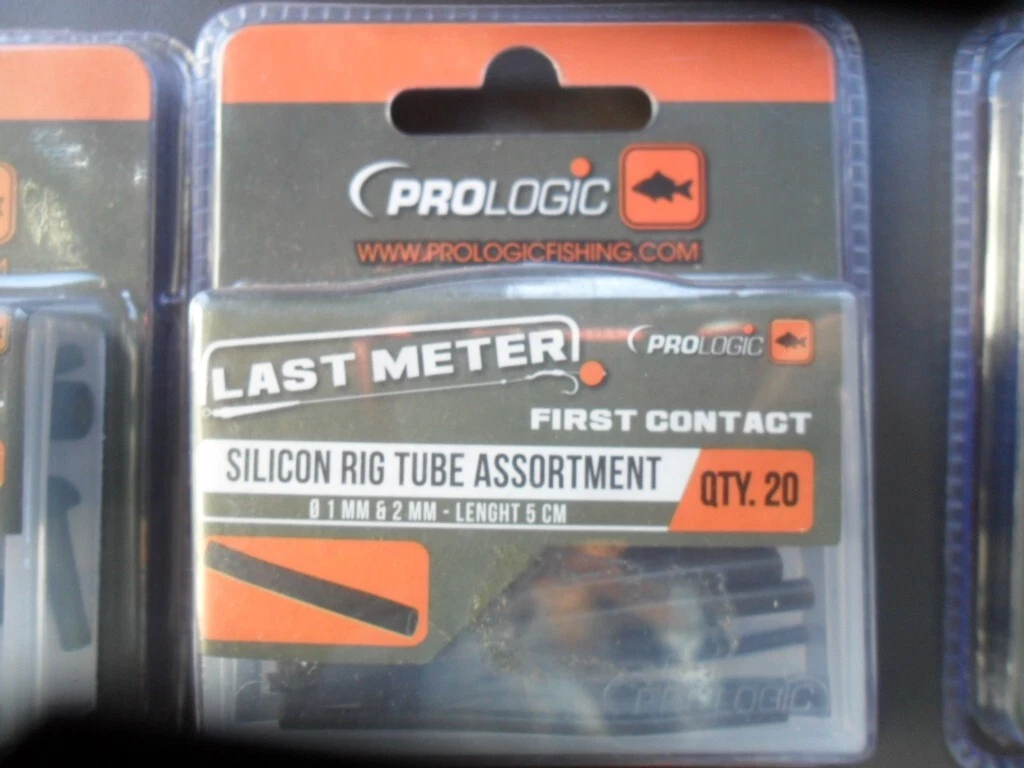 PROLOGIC
WWW.PROLOGICFISHING.COM
LAST METER
PROLOGIC
FIRST CONTACT
SILICON RIG TUBE ASSORTMENT
QTY. 20
Ø 1 MM & 2 MM - LENGHT 5 CM
PROLOGIC